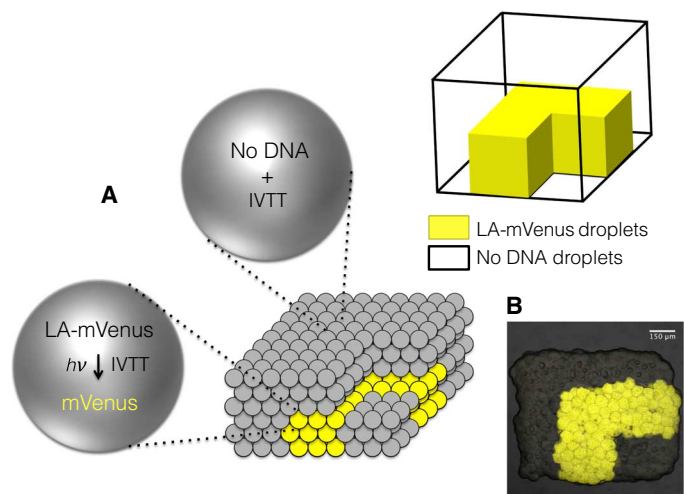 A
No DNA
+
IVTT
LA-mVenus
hν IVTT
mVenus
LA-mVenus droplets
No DNA droplets
B
150 μm